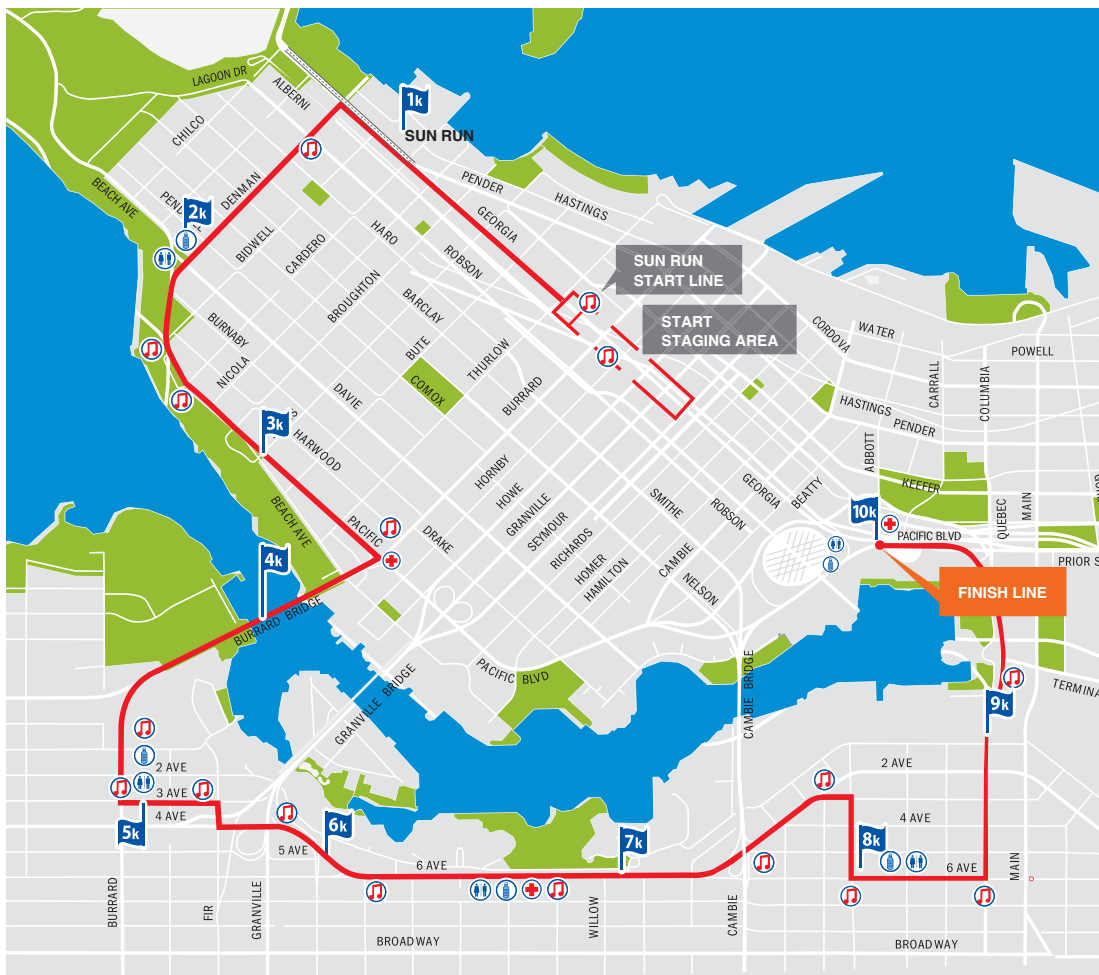 LAGOON DR
ALBERNI
CHILCO
1k
SUN RUN
BEACH AVE
DENMAN
2k
PENDER
HASTINGS
GEORGIA
BIDWELL
CARDERO
HARO
ROBSON
SUN RUN
START LINE
START
STAGING AREA
BROUGHTON
BARCLAY
BURNABY
NICOLA
BUTE
THURLOW
COMOX
DAVIE
BURRARD
CORDOVA
WATER
POWELL
CARRALL
COLUMBIA
HASTINGS
PENDER
ABBOTT
KEEFER
3k
HARWOOD
HORNBY
HOWE
GRANVILLE
SEYMOUR
RICHARDS
HOMER
HAMILTON
SMITHE
ROBSON
GEORGIA
BEATTY
CAMBIE
NELSON
BEACH AVE
PACIFIC
DRAKE
10k
PACIFIC BLVD
QUEBEC
MAIN
PRIOR S
FINISH LINE
4k
BURRARD BRIDGE
GRANVILLE BRIDGE
PACIFIC BLVD
CAMBIE BRIDGE
TERMINA
9k
2 AVE
3 AVE
4 AVE
5k
5 AVE
6k
6 AVE
7k
2 AVE
4 AVE
8k
6 AVE
MAIN
BURRARD
FIR
GRANVILLE
WILLOW
CAMBIE
BROADWAY
BROADWAY